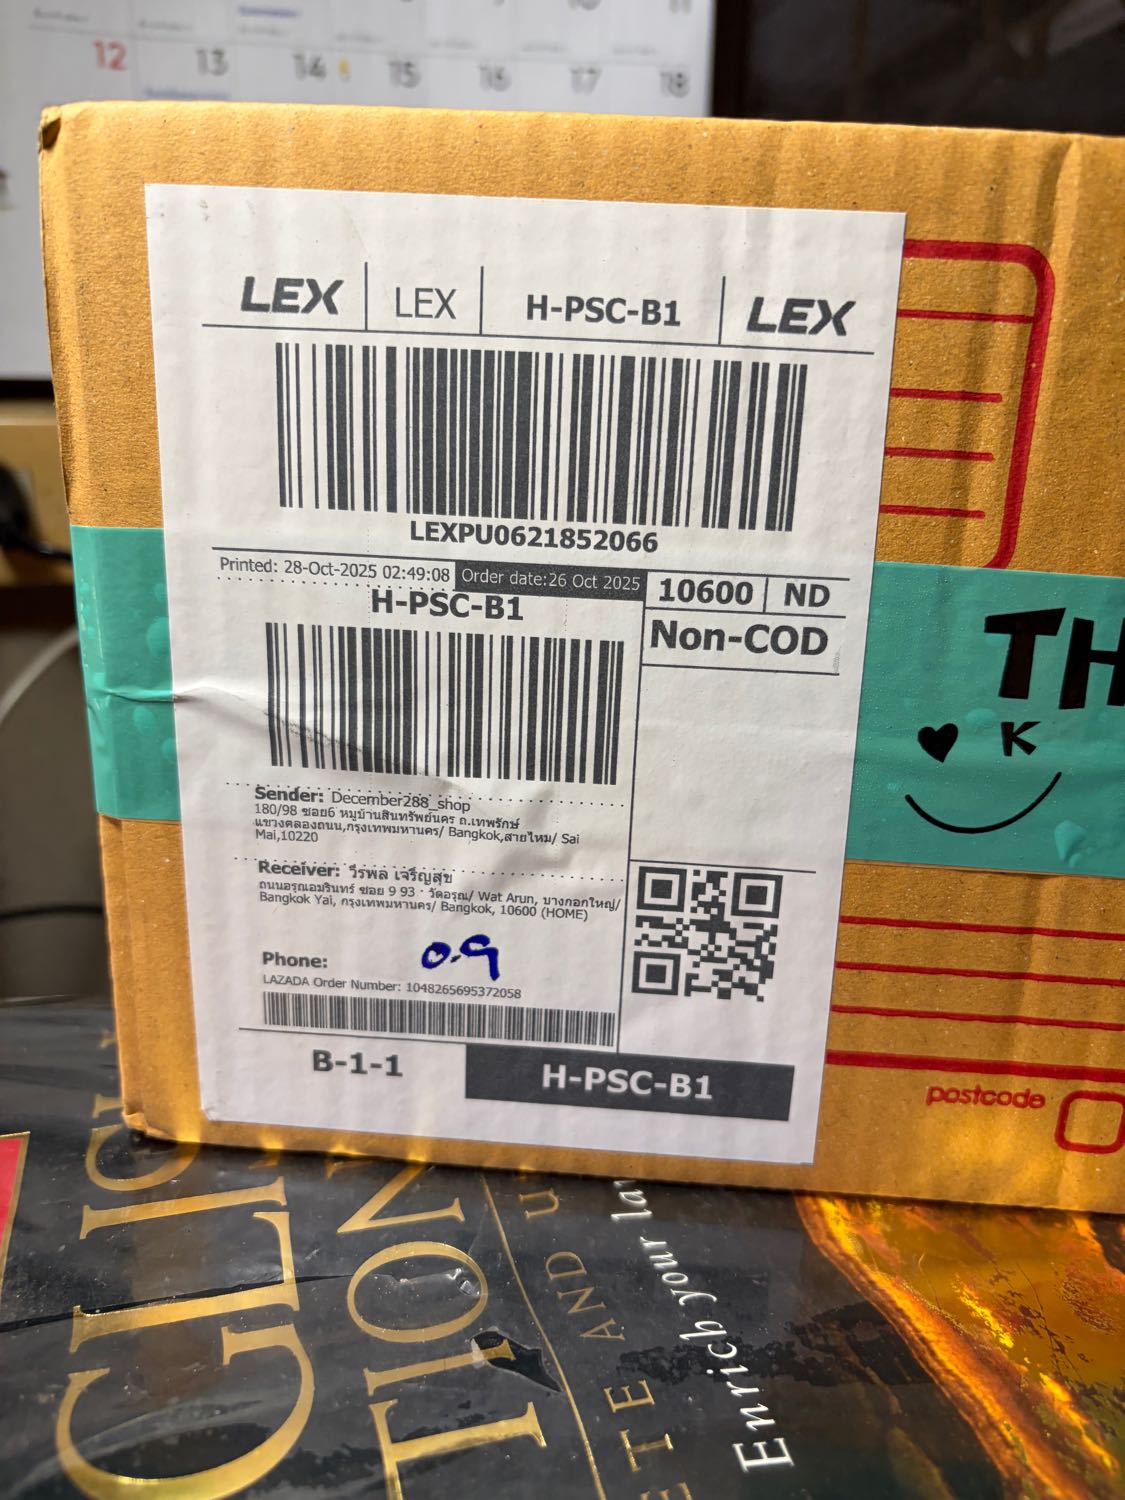 12 13 14 15 16 17 18
LEX LEX H-PSC-B1 LEX
LEXPU0621852066
Printed: 28-Oct-2025 02:49:08 Order date:26 Oct 2025 10600 ND
H-PSC-B1
Non-COD
Sender: December288_shop
180/98 ซอย6 หมู่บ้านสินทรัพย์นคร ถ.เทพรักษ์
แขวงคลองถนน,กรุงเทพมหานคร/ Bangkok,สายไหม/ Sai
Mai,10220
Receiver: วีรพล เจริญสุข
ถนนอรุณอมรินทร์ ซอย 9 93 · วัดอรุณ/ Wat Arun, บางกอกใหญ่/
Bangkok Yai, กรุงเทพมหานคร/ Bangkok, 10600 (HOME)
0.9
Phone:
LAZADA Order Number: 1048265695372058
B-1-1 H-PSC-B1
TH
K
postcode
TION
ETE AND
Enrich your